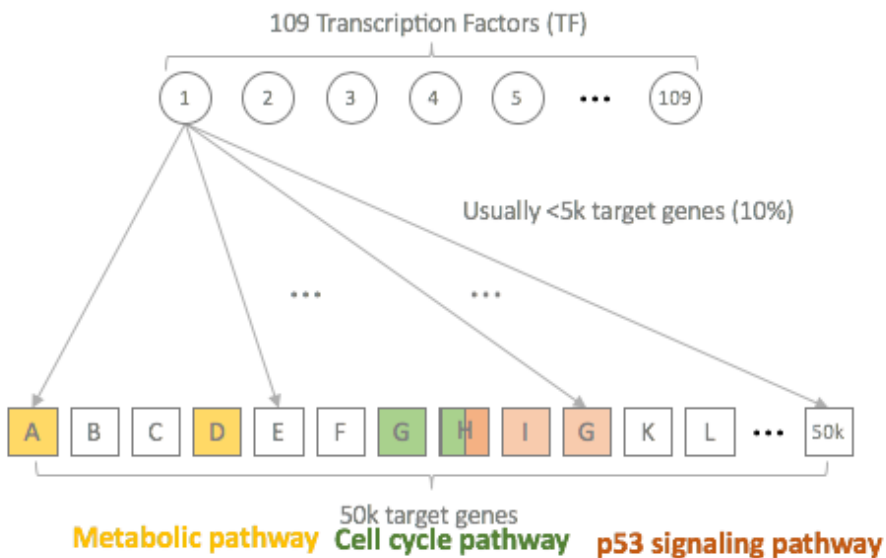 109 Transcription Factors (TF)
1 2 3 4 5 ••• 109
Usually <5k target genes (10%)
••• •••
A B C D E F G H I G K L ••• 50k
50k target genes
Metabolic pathway Cell cycle pathway p53 signaling pathway